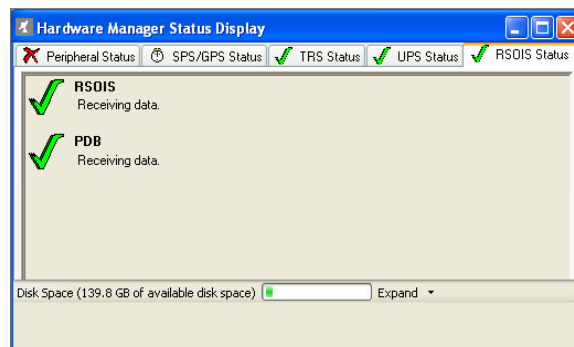 Hardware Manager Status Display
Peripheral Status SPS/GPS Status TRS Status UPS Status RSOIS Status
RSOIS
Receiving data.
PDB
Receiving data.
Disk Space (139.8 GB of available disk space) Expand